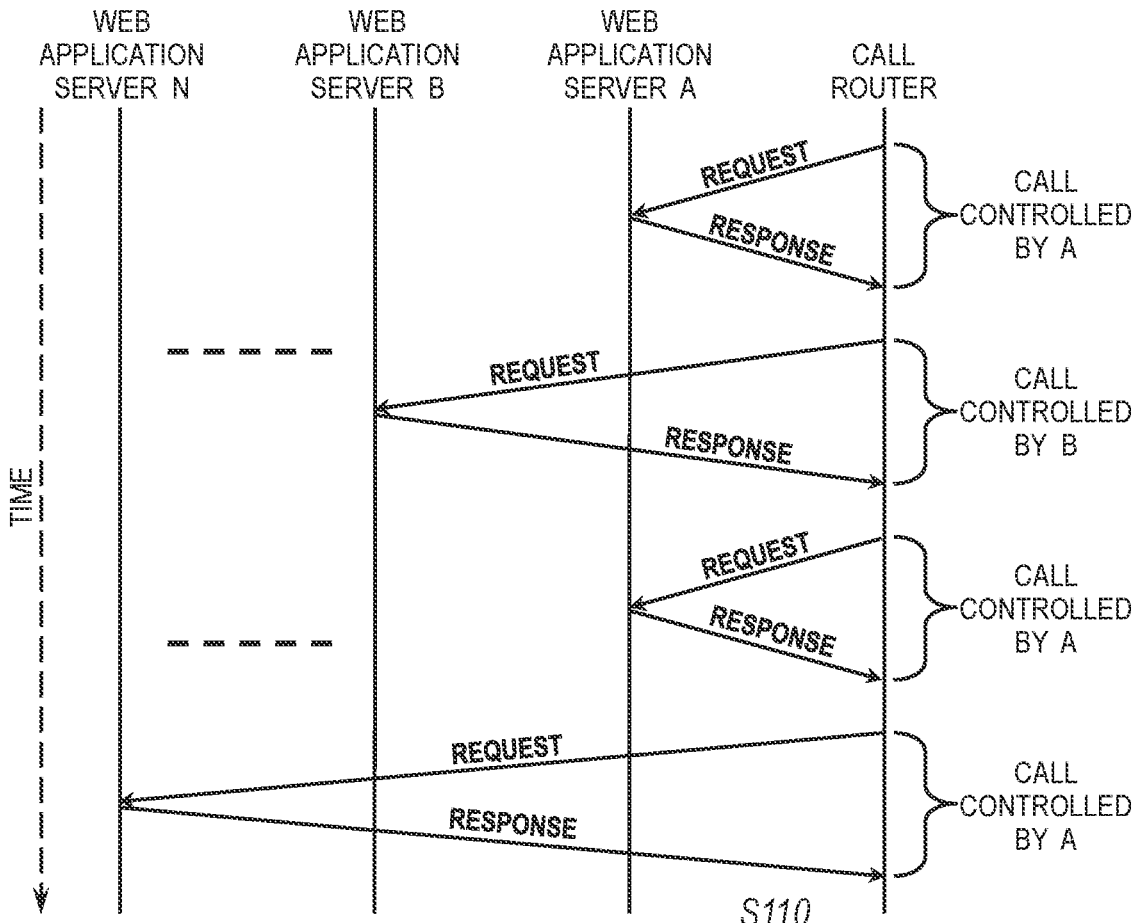 WEB
APPLICATION
SERVER N
WEB
APPLICATION
SERVER B
WEB
APPLICATION
SERVER A
CALL
ROUTER
REQUEST
RESPONSE
CALL
CONTROLLED
BY A
REQUEST
RESPONSE
CALL
CONTROLLED
BY B
TIME
REQUEST
RESPONSE
CALL
CONTROLLED
BY A
REQUEST
RESPONSE
CALL
CONTROLLED
BY A
S110